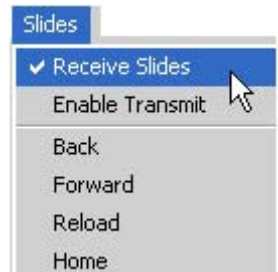 Slides
Receive Slides
Enable Transmit
Back
Forward
Reload
Home